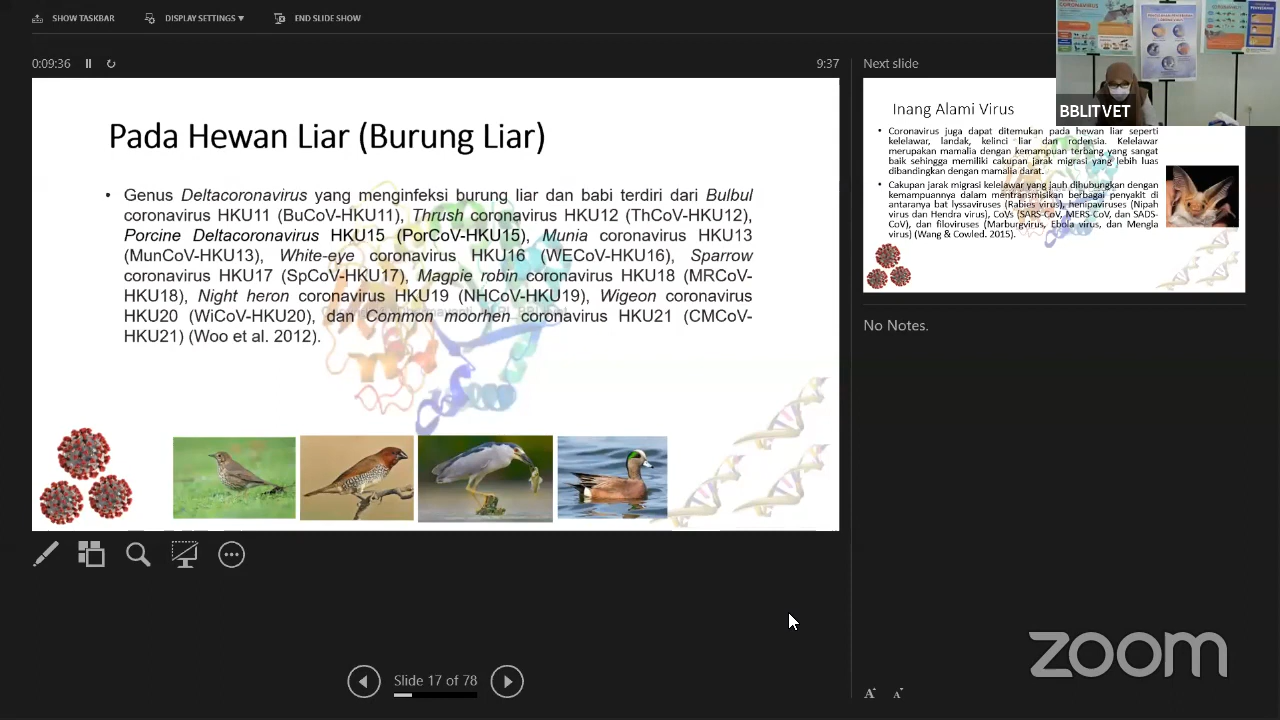 SHOW TASKBAR
DISPLAY SETTINGS ▾
END SLIDE SHOW
0:09:36
9:37
Pada Hewan Liar (Burung Liar)
• Genus Deltacoronavirus yang menginfeksi burung liar dan babi terdiri dari Bulbul
coronavirus HKU11 (BuCoV-HKU11), Thrush coronavirus HKU12 (ThCoV-HKU12),
Porcine Deltacoronavirus HKU15 (PorCoV-HKU15), Munia coronavirus HKU13
(MunCoV-HKU13), White-eye coronavirus HKU16 (WECoV-HKU16), Sparrow
coronavirus HKU17 (SpCoV-HKU17), Magpie robin coronavirus HKU18 (MRCoV-
HKU18), Night heron coronavirus HKU19 (NHCoV-HKU19), Wigeon coronavirus
HKU20 (WiCoV-HKU20), dan Common moorhen coronavirus HKU21 (CMCoV-
HKU21) (Woo et al. 2012).
Slide 17 of 78
Next slide
Inang Alami Virus
• Coronavirus juga dapat ditemukan pada hewan liar seperti
kelelawar, landak, kelinci liar dan rodensia. Kelelawar
merupakan mamalia dengan kemampuan terbang yang sangat
baik sehingga memiliki cakupan jarak migrasi yang lebih luas
dibandingkan dengan mamalia darat.
• Cakupan jarak migrasi kelelawar yang jauh dihubungkan dengan
kemampuannya dalam mentransmisikan berbagai penyakit di
antaranya bat lyssaviruses (Rabies virus), henipaviruses (Nipah
virus dan Hendra virus), CoVs (SARS-CoV, MERS-CoV, dan SADS-
CoV), dan filoviruses (Marburgvirus, Ebola virus, dan Mengla
virus) (Wang & Cowled. 2015).
BBLITVET
No Notes.
zoom
A A